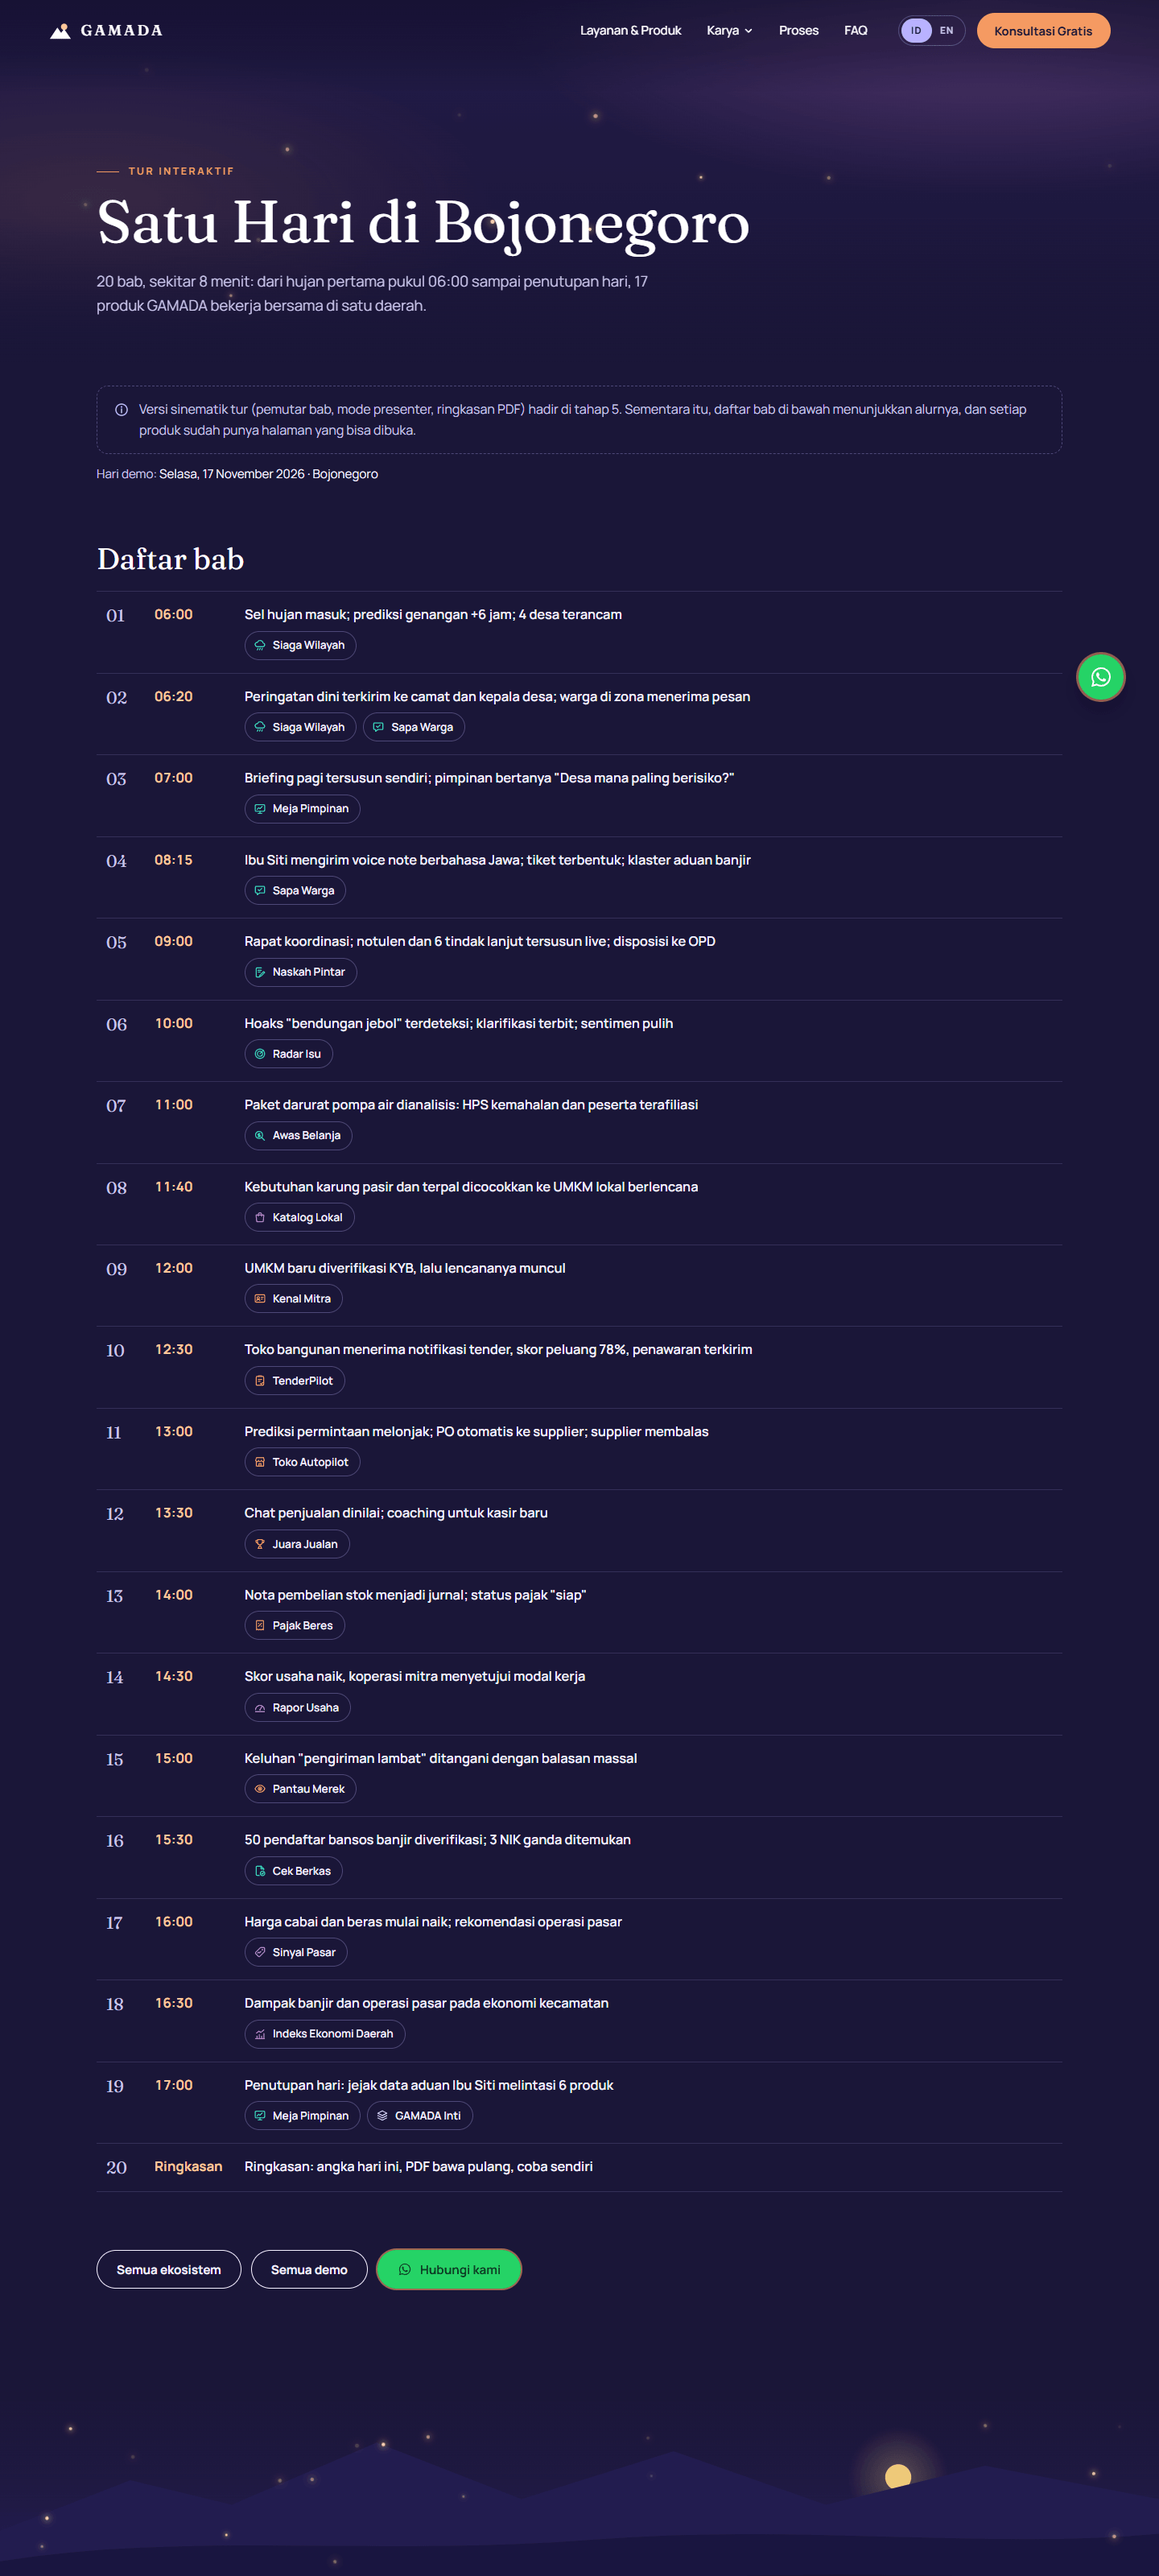 GAMADA
Layanan & Produk
Karya
Proses
FAQ
ID
EN
Konsultasi Gratis
TUR INTERAKTIF
Satu Hari di Bojonegoro
20 bab, sekitar 8 menit: dari hujan pertama pukul 06:00 sampai penutupan hari, 17
produk GAMADA bekerja bersama di satu daerah.
Versi sinematik tur (pemutar bab, mode presenter, ringkasan PDF) hadir di tahap 5. Sementara itu, daftar bab di bawah menunjukkan alurnya, dan setiap
produk sudah punya halaman yang bisa dibuka.
Hari demo: Selasa, 17 November 2026 · Bojonegoro
Daftar bab
01 06:00 Sel hujan masuk; prediksi genangan +6 jam; 4 desa terancam
Siaga Wilayah
02 06:20 Peringatan dini terkirim ke camat dan kepala desa; warga di zona menerima pesan
Siaga Wilayah Sapa Warga
03 07:00 Briefing pagi tersusun sendiri; pimpinan bertanya "Desa mana paling berisiko?"
Meja Pimpinan
04 08:15 Ibu Siti mengirim voice note berbahasa Jawa; tiket terbentuk; klaster aduan banjir
Sapa Warga
05 09:00 Rapat koordinasi; notulen dan 6 tindak lanjut tersusun live; disposisi ke OPD
Naskah Pintar
06 10:00 Hoaks "bendungan jebol" terdeteksi; klarifikasi terbit; sentimen pulih
Radar Isu
07 11:00 Paket darurat pompa air dianalisis: HPS kemahalan dan peserta terafiliasi
Awas Belanja
08 11:40 Kebutuhan karung pasir dan terpal dicocokkan ke UMKM lokal berlencana
Katalog Lokal
09 12:00 UMKM baru diverifikasi KYB, lalu lencananya muncul
Kenal Mitra
10 12:30 Toko bangunan menerima notifikasi tender, skor peluang 78%, penawaran terkirim
TenderPilot
11 13:00 Prediksi permintaan melonjak; PO otomatis ke supplier; supplier membalas
Toko Autopilot
12 13:30 Chat penjualan dinilai; coaching untuk kasir baru
Juara Jualan
13 14:00 Nota pembelian stok menjadi jurnal; status pajak "siap"
Pajak Beres
14 14:30 Skor usaha naik, koperasi mitra menyetujui modal kerja
Rapor Usaha
15 15:00 Keluhan "pengiriman lambat" ditangani dengan balasan massal
Pantau Merek
16 15:30 50 pendaftar bansos banjir diverifikasi; 3 NIK ganda ditemukan
Cek Berkas
17 16:00 Harga cabai dan beras mulai naik; rekomendasi operasi pasar
Sinyal Pasar
18 16:30 Dampak banjir dan operasi pasar pada ekonomi kecamatan
Indeks Ekonomi Daerah
19 17:00 Penutupan hari: jejak data aduan Ibu Siti melintasi 6 produk
Meja Pimpinan GAMADA Inti
20 Ringkasan Ringkasan: angka hari ini, PDF bawa pulang, coba sendiri
Semua ekosistem
Semua demo
Hubungi kami